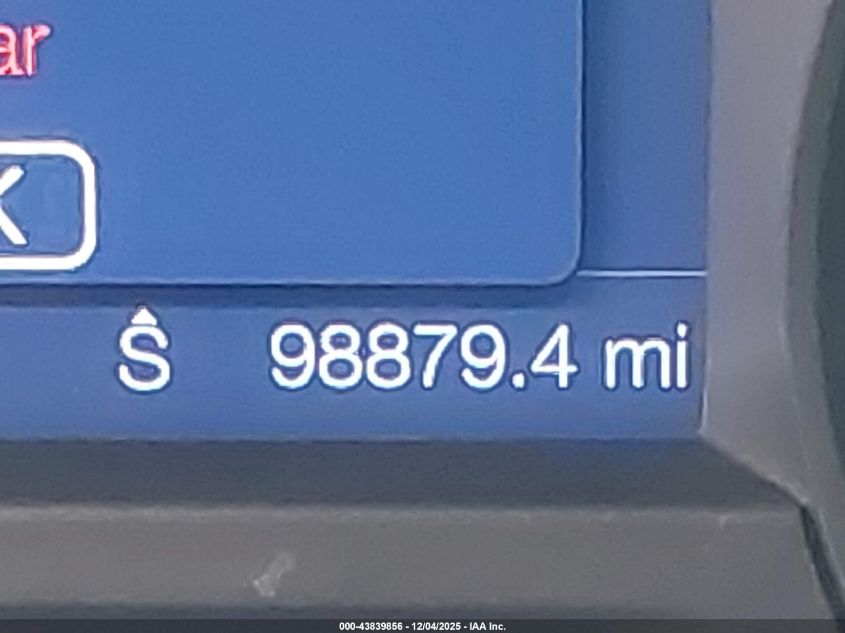 ar
K
S 98879.4 mi
000-43839856 - 12/04/2025 - IAA Inc.